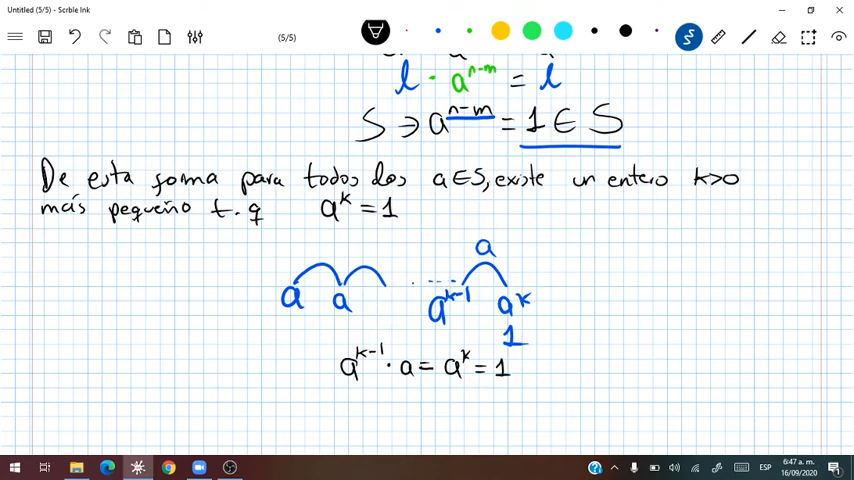 Untitled (5/5) - Scrble Ink
(5/5)
l · a^{n-m} = l
S ∋ a^{n-m} = 1 ∈ S
De esta forma para todos los a∈S, existe un entero k>0
más pequeño t.q a^k = 1
a
a a ..... a^{k-1} a^k
1
a^{k-1} · a = a^k = 1
ESP
6:47 a. m.
16/09/2020